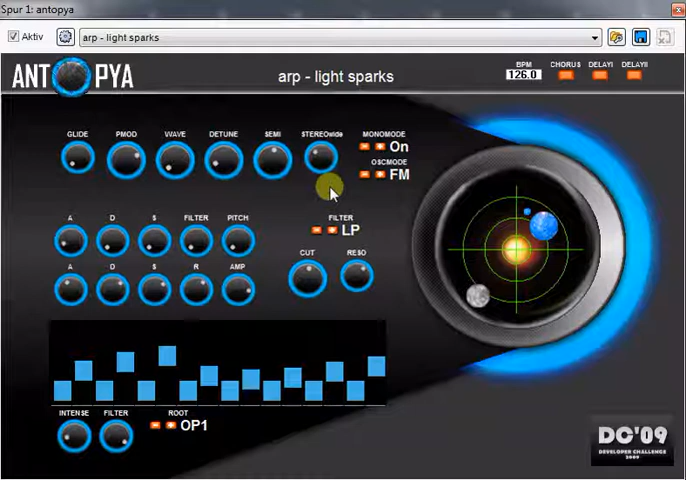 Spur 1: antopya
Aktiv
arp - light sparks
ANTOPYA
arp - light sparks
BPM
126.0
CHORUS
DELAYI
DELAYII
GLIDE PMOD WAVE DETUNE SEMI STEREOwide
MONOMODE
On
OSCMODE
FM
A D S FILTER PITCH
FILTER
LP
A D S R AMP
CUT RESO
INTENSE FILTER ROOT
OP1
DC'09
DEVELOPER CHALLENGE
2009